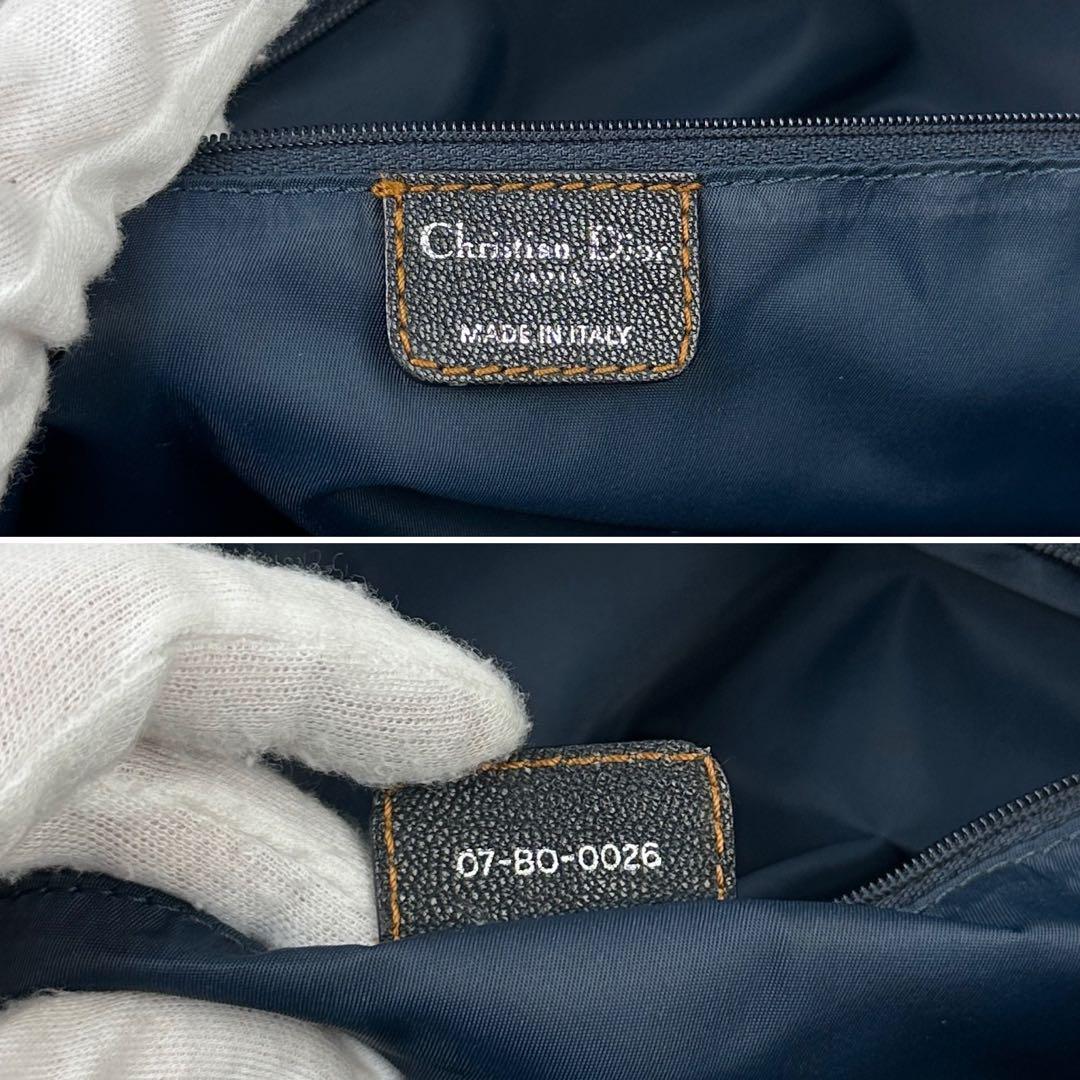 Christian Dior
PARIS
MADE IN ITALY
07-BO-0026